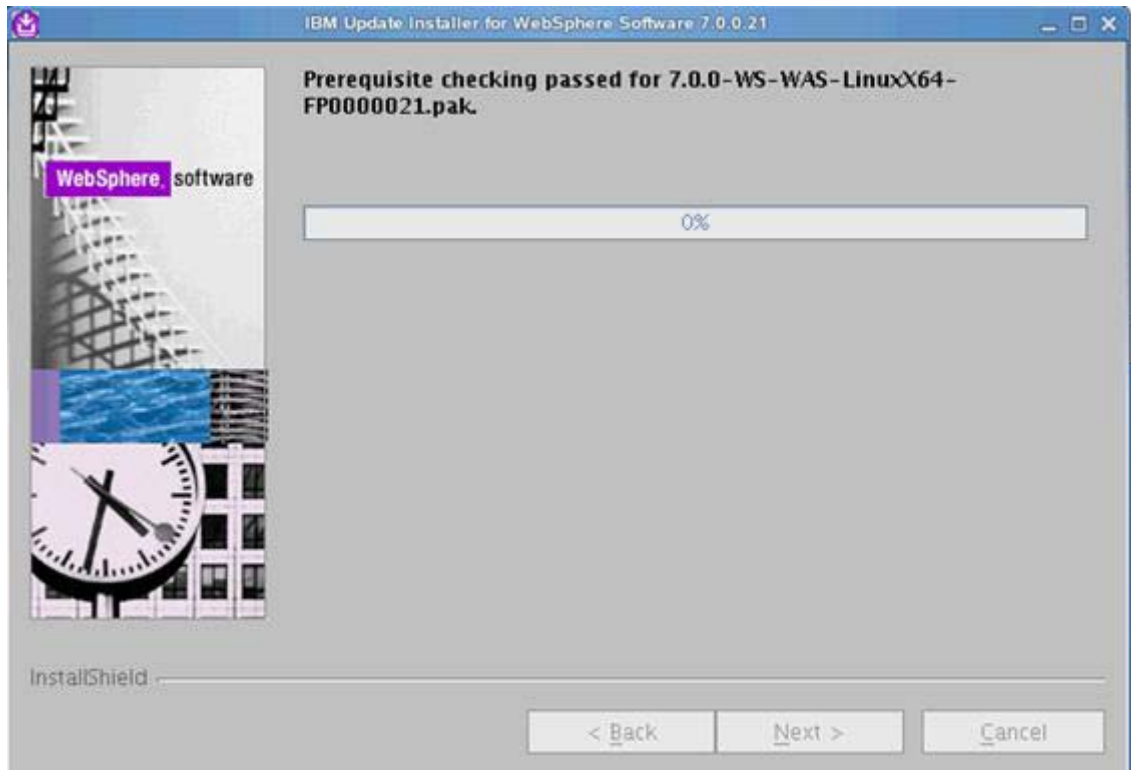 IBM Update Installer for WebSphere Software 7.0.0.21
Prerequisite checking passed for 7.0.0-WS-WAS-LinuxX64-
FP0000021.pak.
WebSphere. software
0%
InstallShield
< Back
Next >
Cancel